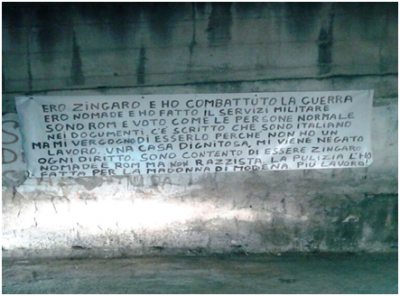 ERO ZINGARO E HO COMBATTUTO LA GUERRA
ERO NOMADE E HO FATTO IL SERVIZI MILITARE
SONO ROM E VOTO COME LE PERSONE NORMALE
NEI DOCUMENTI C'È SCRITTO CHE SONO ITALIANO
MA MI VERGOGNO DI ESSERLO PERCHE NON HO UN
LAVORO, UNA CASA DIGNITOSA, MI VIENE NEGATO
OGNI DIRITTO. SONO CONTENTO DI ESSERE ZINGARO
NOMADE E ROM MA NON RAZZISTA LA PULIZIA L'HO
FATTA PER LA MADONNA DI MODENA PIU LAVORO!